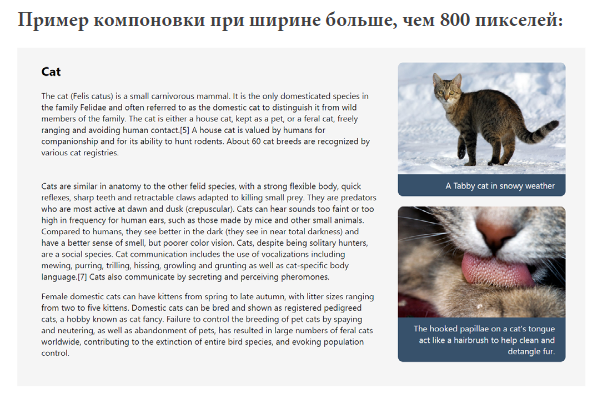 Пример компоновки при ширине больше, чем 800 пикселей:
Cat
The cat (Felis catus) is a small carnivorous mammal. It is the only domesticated species in
the family Felidae and often referred to as the domestic cat to distinguish it from wild
members of the family. The cat is either a house cat, kept as a pet, or a feral cat, freely
ranging and avoiding human contact.[5] A house cat is valued by humans for
companionship and for its ability to hunt rodents. About 60 cat breeds are recognized by
various cat registries.
Cats are similar in anatomy to the other felid species, with a strong flexible body, quick
reflexes, sharp teeth and retractable claws adapted to killing small prey. They are predators
who are most active at dawn and dusk (crepuscular). Cats can hear sounds too faint or too
high in frequency for human ears, such as those made by mice and other small animals.
Compared to humans, they see better in the dark (they see in near total darkness) and
have a better sense of smell, but poorer color vision. Cats, despite being solitary hunters,
are a social species. Cat communication includes the use of vocalizations including
mewing, purring, trilling, hissing, growling and grunting as well as cat-specific body
language.[7] Cats also communicate by secreting and perceiving pheromones.
Female domestic cats can have kittens from spring to late autumn, with litter sizes ranging
from two to five kittens. Domestic cats can be bred and shown as registered pedigreed
cats, a hobby known as cat fancy. Failure to control the breeding of pet cats by spaying
and neutering, as well as abandonment of pets, has resulted in large numbers of feral cats
worldwide, contributing to the extinction of entire bird species, and evoking population
control.
A Tabby cat in snowy weather
The hooked papillae on a cat's tongue
act like a hairbrush to help clean and
detangle fur.